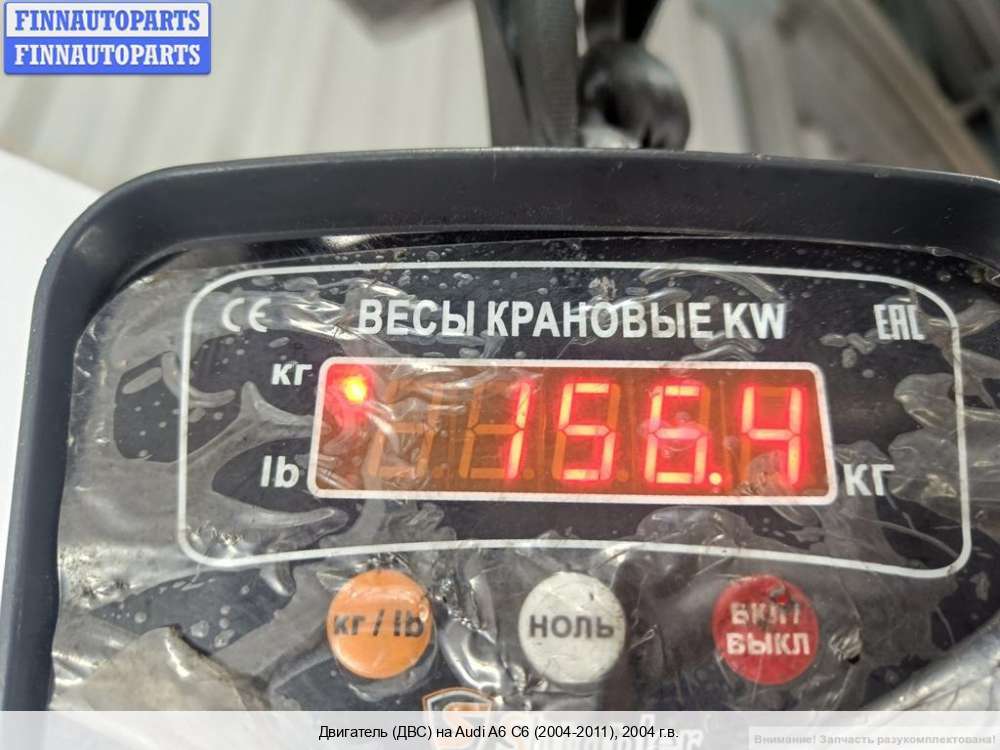 FINNAUTOPARTS
FINNAUTOPARTS
CE ВЕСЫ КРАНОВЫЕ KW EAC
кг
lb
156.4
кг
кг / lb
НОЛЬ
ВКЛ
ВЫКЛ
Двигатель (ДВС) на Audi A6 C6 (2004-2011), 2004 г.в.
Внимание! Запчасть разукомплектована!